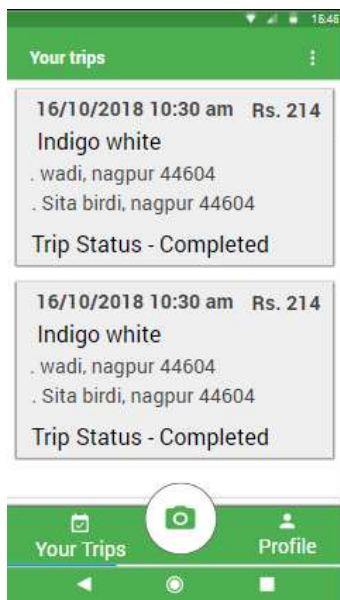 15:45
Your trips
16/10/2018 10:30 am Rs. 214
Indigo white
. wadi, nagpur 44604
. Sita birdi, nagpur 44604
Trip Status - Completed
16/10/2018 10:30 am Rs. 214
Indigo white
. wadi, nagpur 44604
. Sita birdi, nagpur 44604
Trip Status - Completed
Your Trips Profile